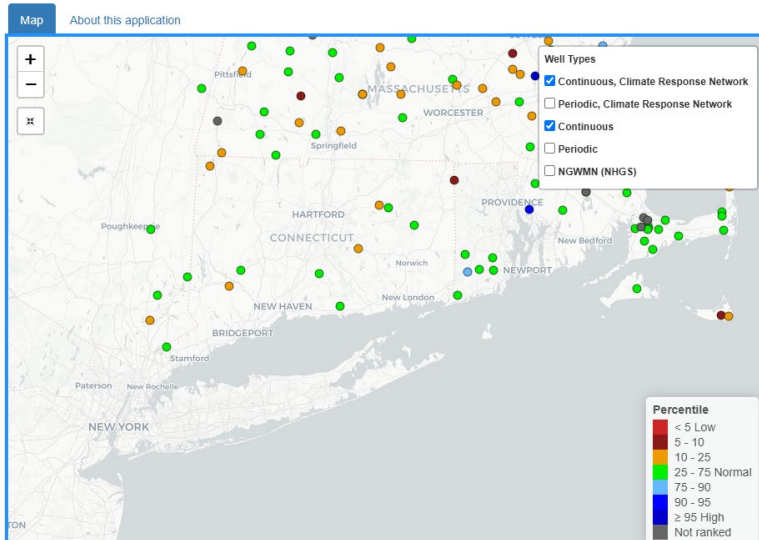 Map
About this application
+
−
Well Types
Continuous, Climate Response Network
Periodic, Climate Response Network
Continuous
Periodic
NGWMN (NHGS)
Pittsfield
MASSACHUSETTS
WORCESTER
Springfield
PROVIDENCE
HARTFORD
Poughkeepsie
CONNECTICUT
New Bedford
Norwich
NEWPORT
New London
NEW HAVEN
BRIDGEPORT
Stamford
Paterson
New Rochelle
NEW YORK
TON
Percentile
< 5 Low
5 - 10
10 - 25
25 - 75 Normal
75 - 90
90 - 95
≥ 95 High
Not ranked